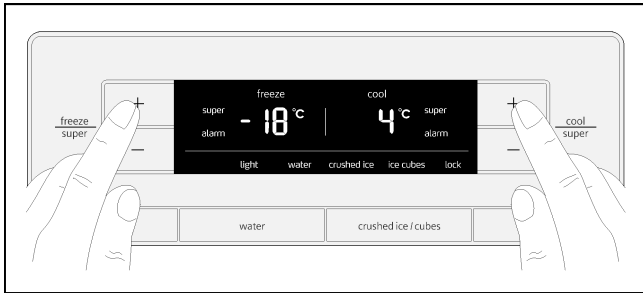 freeze
cool
super
-18 °C
4 °C
super
alarm
alarm
light water crushed ice ice cubes lock
+
+
freeze
super
cool
super
−
−
water
crushed ice / cubes